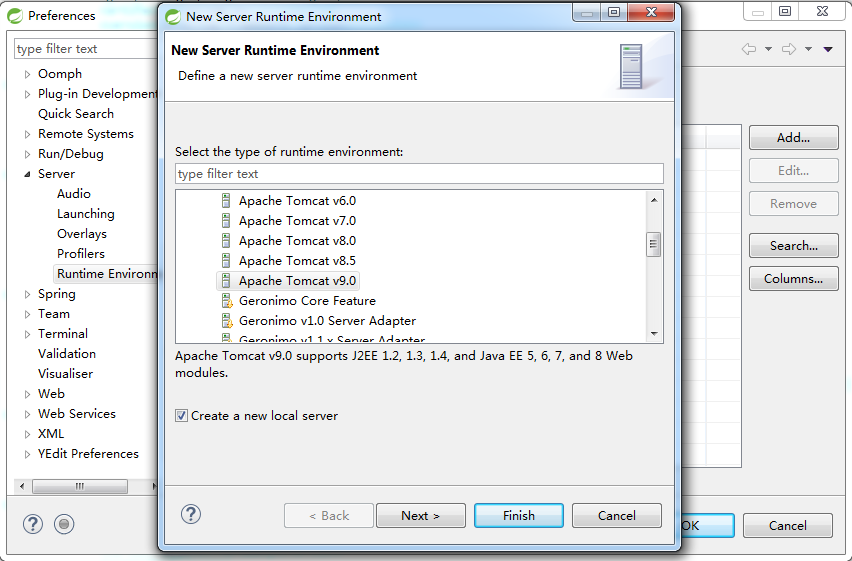 Preferences
type filter text
Oomph
Plug-in Development
Quick Search
Remote Systems
Run/Debug
Server
Audio
Launching
Overlays
Profilers
Runtime Environn
Spring
Team
Terminal
Validation
Visualiser
Web
Web Services
XML
YEdit Preferences
New Server Runtime Environment
New Server Runtime Environment
Define a new server runtime environment
Select the type of runtime environment:
type filter text
Apache Tomcat v6.0
Apache Tomcat v7.0
Apache Tomcat v8.0
Apache Tomcat v8.5
Apache Tomcat v9.0
Geronimo Core Feature
Geronimo v1.0 Server Adapter
Geronimo v1.1.x Server Adapter
Apache Tomcat v9.0 supports J2EE 1.2, 1.3, 1.4, and Java EE 5, 6, 7, and 8 Web
modules.
Create a new local server
< Back
Next >
Finish
Cancel
Add...
Edit...
Remove
Search...
Columns...
OK
Cancel